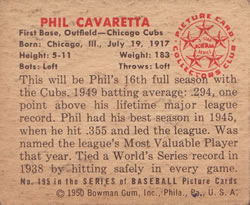 PHIL CAVARETTA
First Base, Outfield—Chicago Cubs
Born: Chicago, Ill., July 19, 1917
Height: 5-11 Weight: 183
Bats: Left Throws: Left
PICTURE CARD
COLLECTORS CLUB
This will be Phil's 16th full season with
the Cubs. 1949 batting average: .294, one
point above his lifetime major league
record. Phil had his best season in 1945,
when he hit .355 and led the league. Was
named the league's Most Valuable Player
that year. Tied a World's Series record in
1938 by hitting safely in every game.
No. 195 in the SERIES of BASEBALL Picture Cards
© 1950 Bowman Gum, Inc., Phila., Pa., U. S. A.